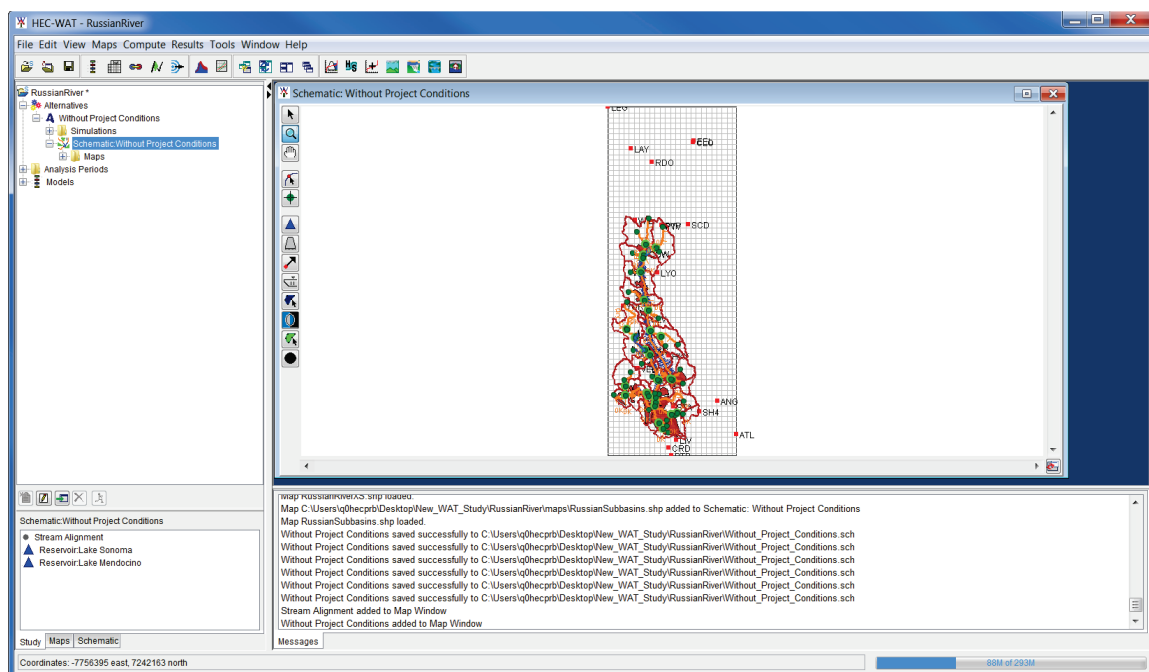 HEC-WAT - RussianRiver
File Edit View Maps Compute Results Tools Window Help
RussianRiver *
Alternatives
Without Project Conditions
Simulations
Schematic:Without Project Conditions
Maps
Analysis Periods
Models
Schematic: Without Project Conditions
LEG
LAY
RDO
SCD
LYO
ANG
SH4
ATL
CRD
Schematic:Without Project Conditions
Stream Alignment
Reservoir:Lake Sonoma
Reservoir:Lake Mendocino
Study Maps Schematic
Map RussianRiverXS.shp loaded.
Map C:\Users\q0hecprb\Desktop\New_WAT_Study\RussianRiver\maps\RussianSubbasins.shp added to Schematic: Without Project Conditions
Map RussianSubbasins.shp loaded.
Without Project Conditions saved successfully to C:\Users\q0hecprb\Desktop\New_WAT_Study\RussianRiver\Without_Project_Conditions.sch
Without Project Conditions saved successfully to C:\Users\q0hecprb\Desktop\New_WAT_Study\RussianRiver\Without_Project_Conditions.sch
Without Project Conditions saved successfully to C:\Users\q0hecprb\Desktop\New_WAT_Study\RussianRiver\Without_Project_Conditions.sch
Without Project Conditions saved successfully to C:\Users\q0hecprb\Desktop\New_WAT_Study\RussianRiver\Without_Project_Conditions.sch
Without Project Conditions saved successfully to C:\Users\q0hecprb\Desktop\New_WAT_Study\RussianRiver\Without_Project_Conditions.sch
Without Project Conditions saved successfully to C:\Users\q0hecprb\Desktop\New_WAT_Study\RussianRiver\Without_Project_Conditions.sch
Stream Alignment added to Map Window
Without Project Conditions added to Map Window
Messages
Coordinates: -7756395 east, 7242163 north
88M of 293M